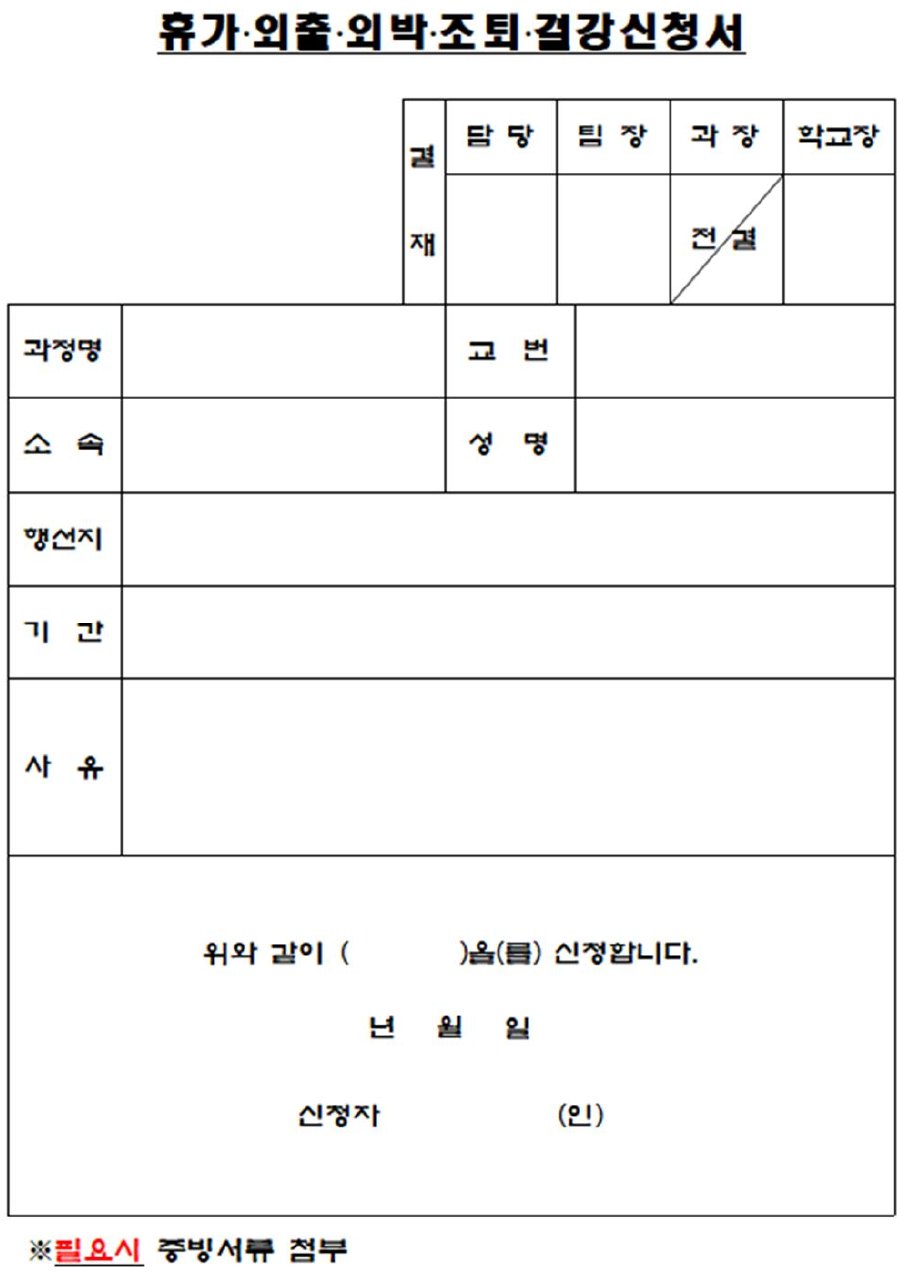 휴가·외출·외박·조퇴·결강신청서
결재
담 당 팀 장 과 장 학교장
전 결
과정명 교 번
소 속 성 명
행선지
기 간
사 유
위와 같이 ( )을(를) 신청합니다.
년 월 일
신청자 (인)
※필요시 증빙서류 첨부